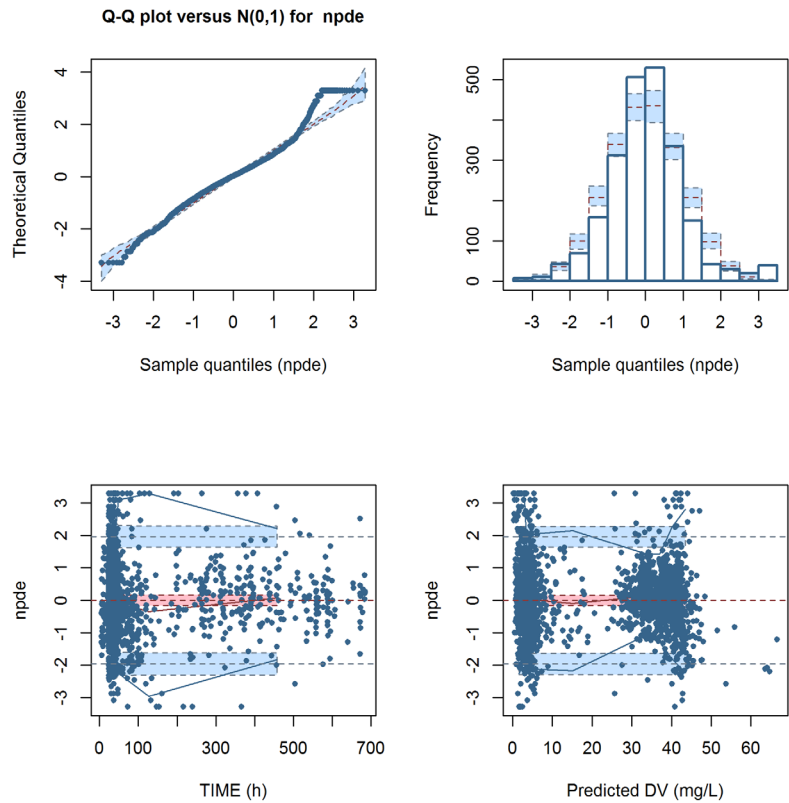 Q-Q plot versus N(0,1) for npde
Theoretical Quantiles
4
2
0
-2
-4
-3 -2 -1 0 1 2 3
Sample quantiles (npde)
Frequency
500
300
100
0
-3 -2 -1 0 1 2 3
Sample quantiles (npde)
npde
3
2
1
0
-1
-2
-3
0 100 300 500 700
TIME (h)
npde
3
2
1
0
-1
-2
-3
0 10 20 30 40 50 60
Predicted DV (mg/L)